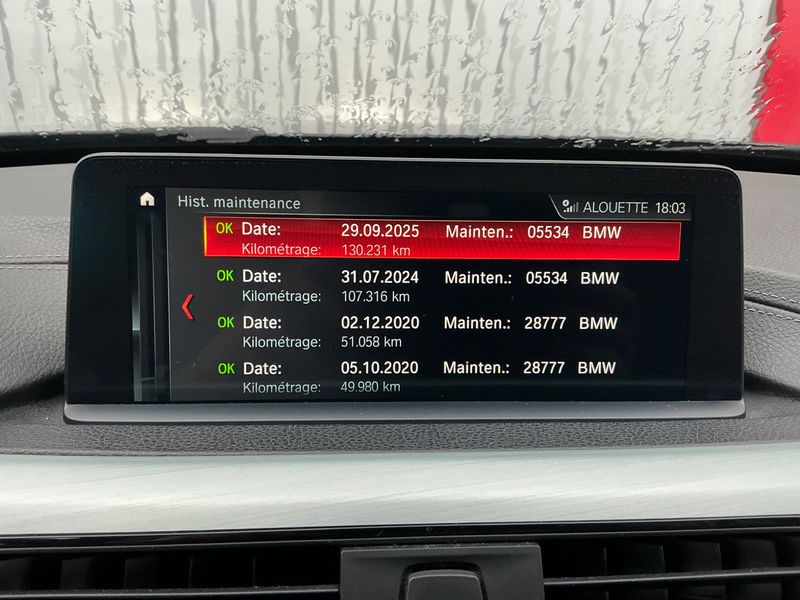 Hist. maintenance ALOUETTE 18:03
OK Date: 29.09.2025 Mainten.: 05534 BMW
Kilométrage: 130.231 km
OK Date: 31.07.2024 Mainten.: 05534 BMW
Kilométrage: 107.316 km
OK Date: 02.12.2020 Mainten.: 28777 BMW
Kilométrage: 51.058 km
OK Date: 05.10.2020 Mainten.: 28777 BMW
Kilométrage: 49.980 km